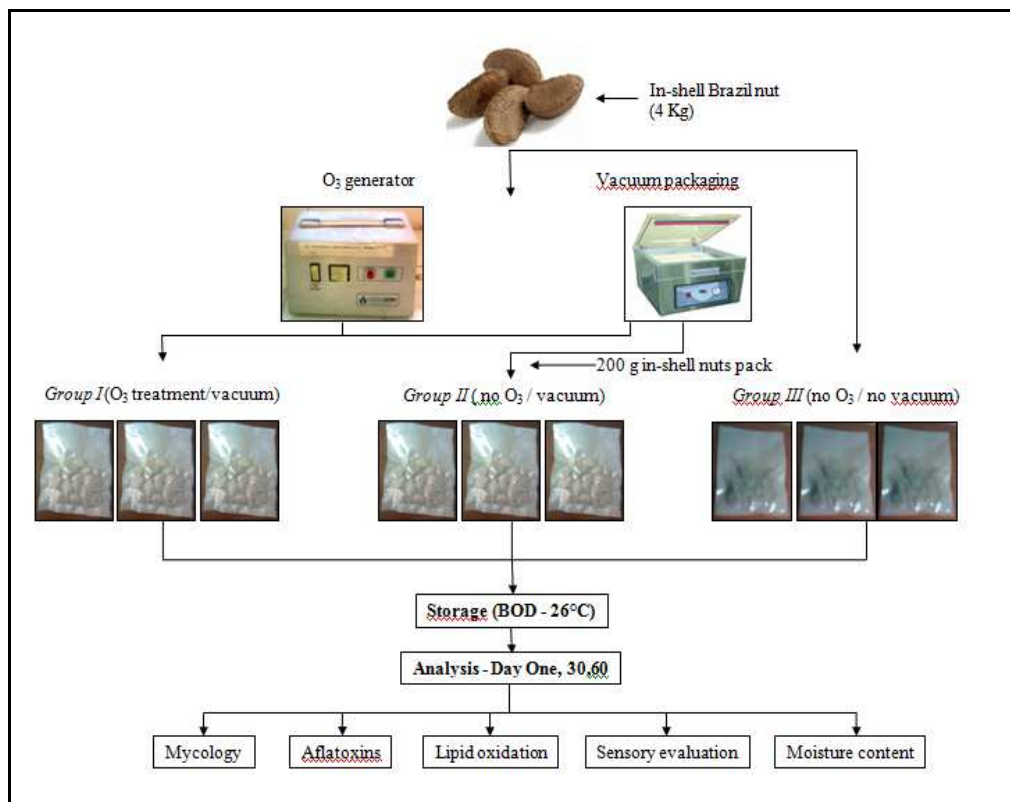 In-shell Brazil nut
(4 Kg)
O₃ generator
Vacuum packaging
200 g in-shell nuts pack
Group I (O₃ treatment/vacuum)
Group II ( no O₃ / vacuum)
Group III (no O₃ / no vacuum)
Storage (BOD - 26°C)
Analysis - Day One, 30,60
Mycology
Aflatoxins
Lipid oxidation
Sensory evaluation
Moisture content